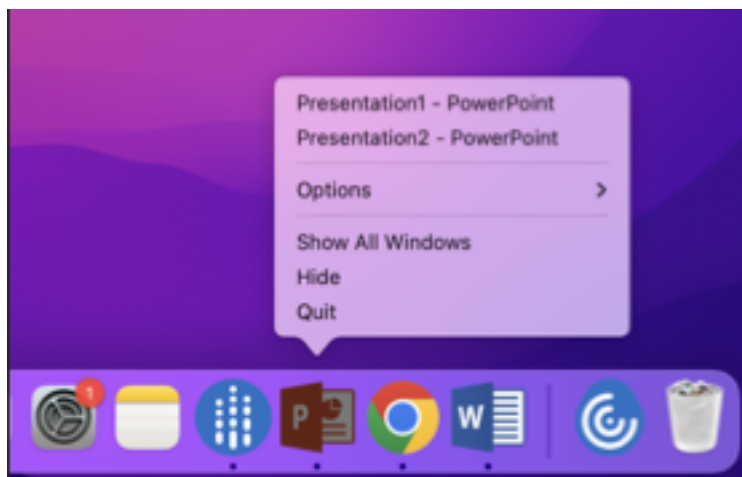 Presentation1 - PowerPoint
Presentation2 - PowerPoint
Options
Show All Windows
Hide
Quit
1
P
W